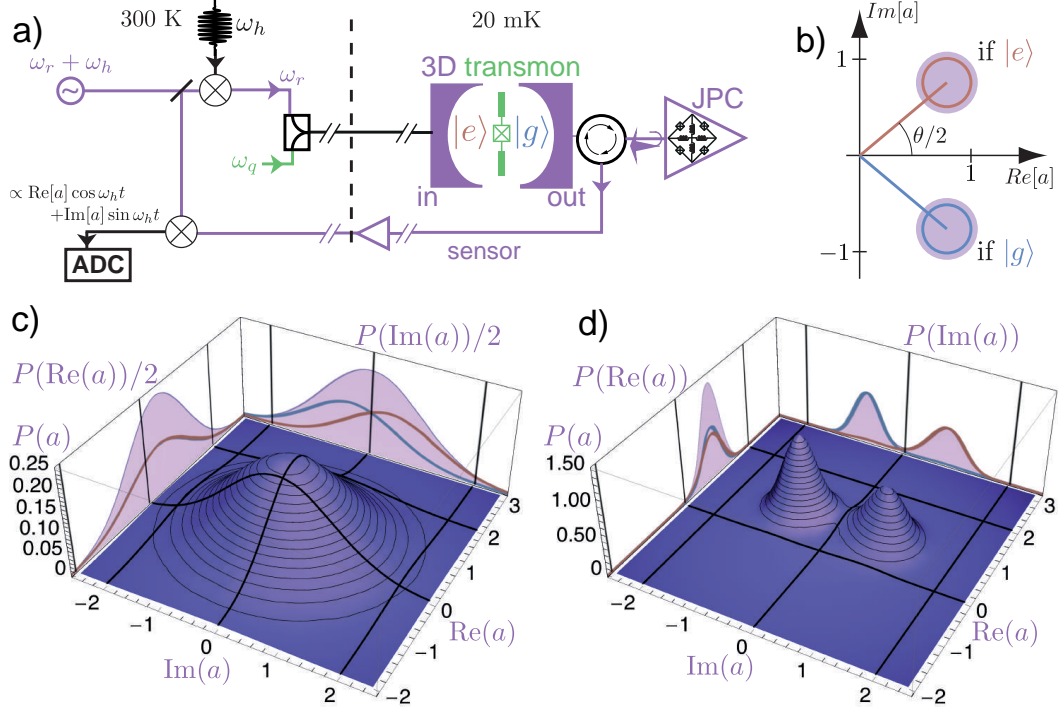 a)
300 K
20 mK
ω_h
ω_r + ω_h
~
ω_r
ω_q
3D transmon
|e⟩
|g⟩
in
out
JPC
∝ Re[a] cos ω_h t
+Im[a] sin ω_h t
ADC
sensor
b)
Im[a]
1
if |e⟩
θ/2
1
Re[a]
−1
if |g⟩
c)
P(Im(a))/2
P(Re(a))/2
P(a)
0.25
0.20
0.15
0.10
0.05
0
-2
-1
0
1
2
Im(a)
3
2
1
0
-1
-2
Re(a)
d)
P(Im(a))
P(Re(a))
P(a)
1.50
1.00
0.50
0
-2
-1
0
1
2
Im(a)
3
2
1
0
-1
-2
Re(a)